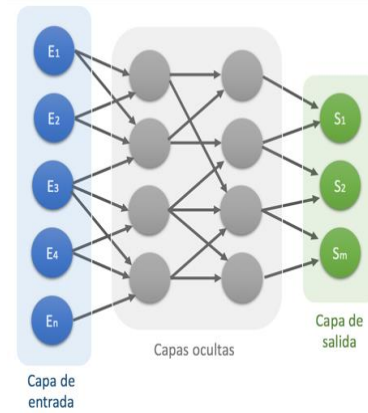 E1
E2
E3
E4
En
S1
S2
Sm
Capas ocultas
Capa de
salida
Capa de
entrada